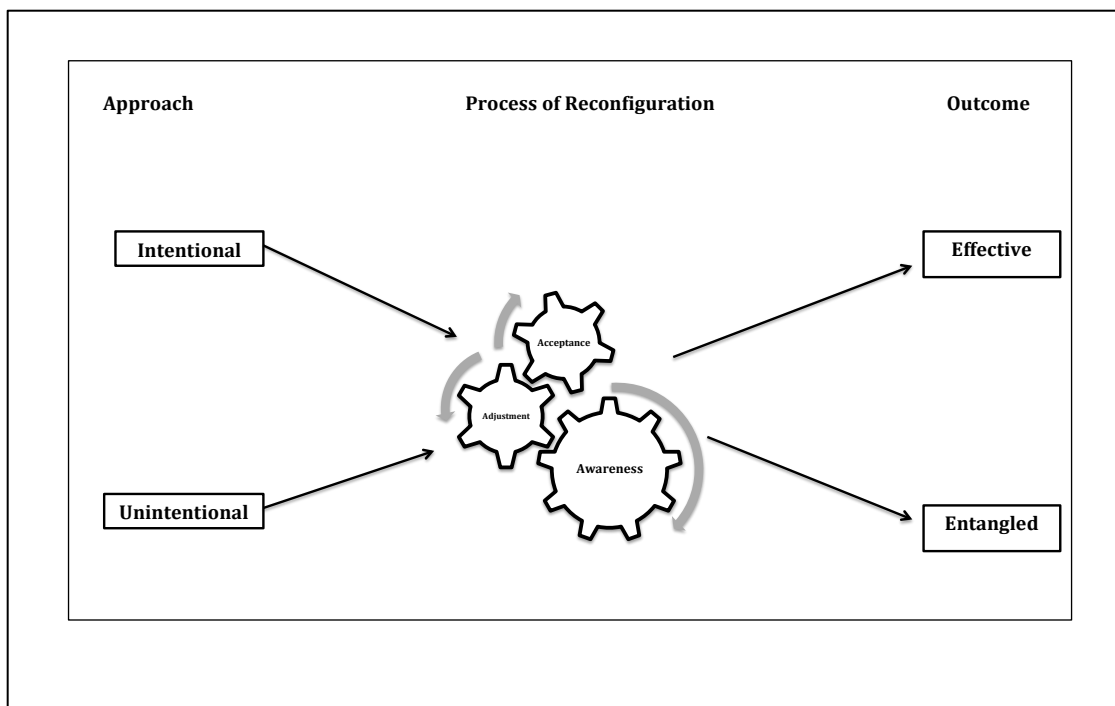 Approach
Process of Reconfiguration
Outcome
Intentional
Effective
Acceptance
Adjustment
Awareness
Unintentional
Entangled